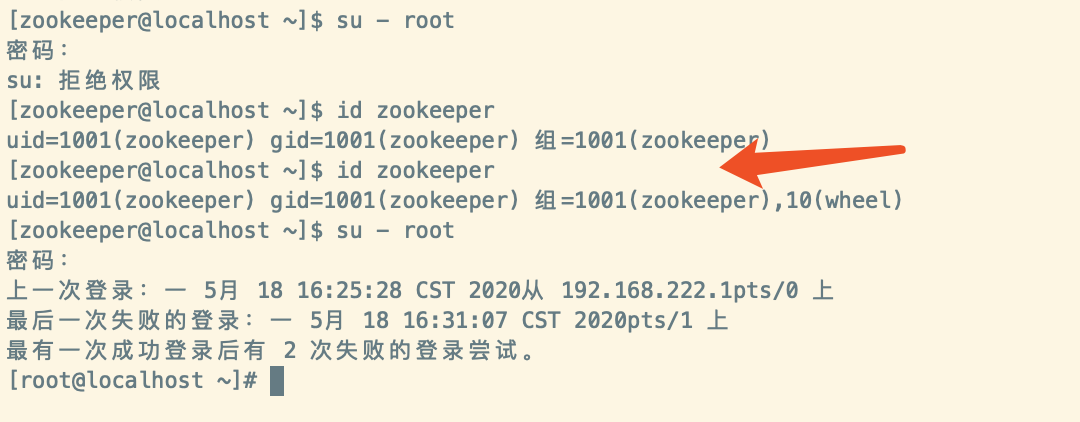 [zookeeper@localhost ~]$ su - root
密码：
su: 拒绝权限
[zookeeper@localhost ~]$ id zookeeper
uid=1001(zookeeper) gid=1001(zookeeper) 组=1001(zookeeper)
[zookeeper@localhost ~]$ id zookeeper
uid=1001(zookeeper) gid=1001(zookeeper) 组=1001(zookeeper),10(wheel)
[zookeeper@localhost ~]$ su - root
密码：
上一次登录：一 5月 18 16:25:28 CST 2020从 192.168.222.1pts/0 上
最后一次失败的登录：一 5月 18 16:31:07 CST 2020pts/1 上
最有一次成功登录后有 2 次失败的登录尝试。
[root@localhost ~]#